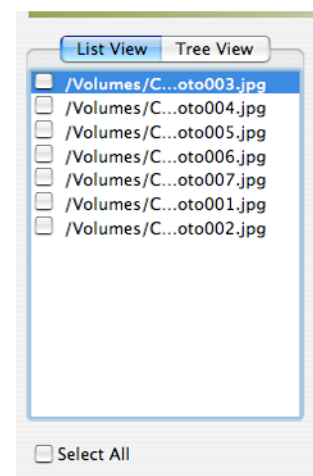 List View Tree View
/Volumes/C...oto003.jpg
/Volumes/C...oto004.jpg
/Volumes/C...oto005.jpg
/Volumes/C...oto006.jpg
/Volumes/C...oto007.jpg
/Volumes/C...oto001.jpg
/Volumes/C...oto002.jpg
Select All